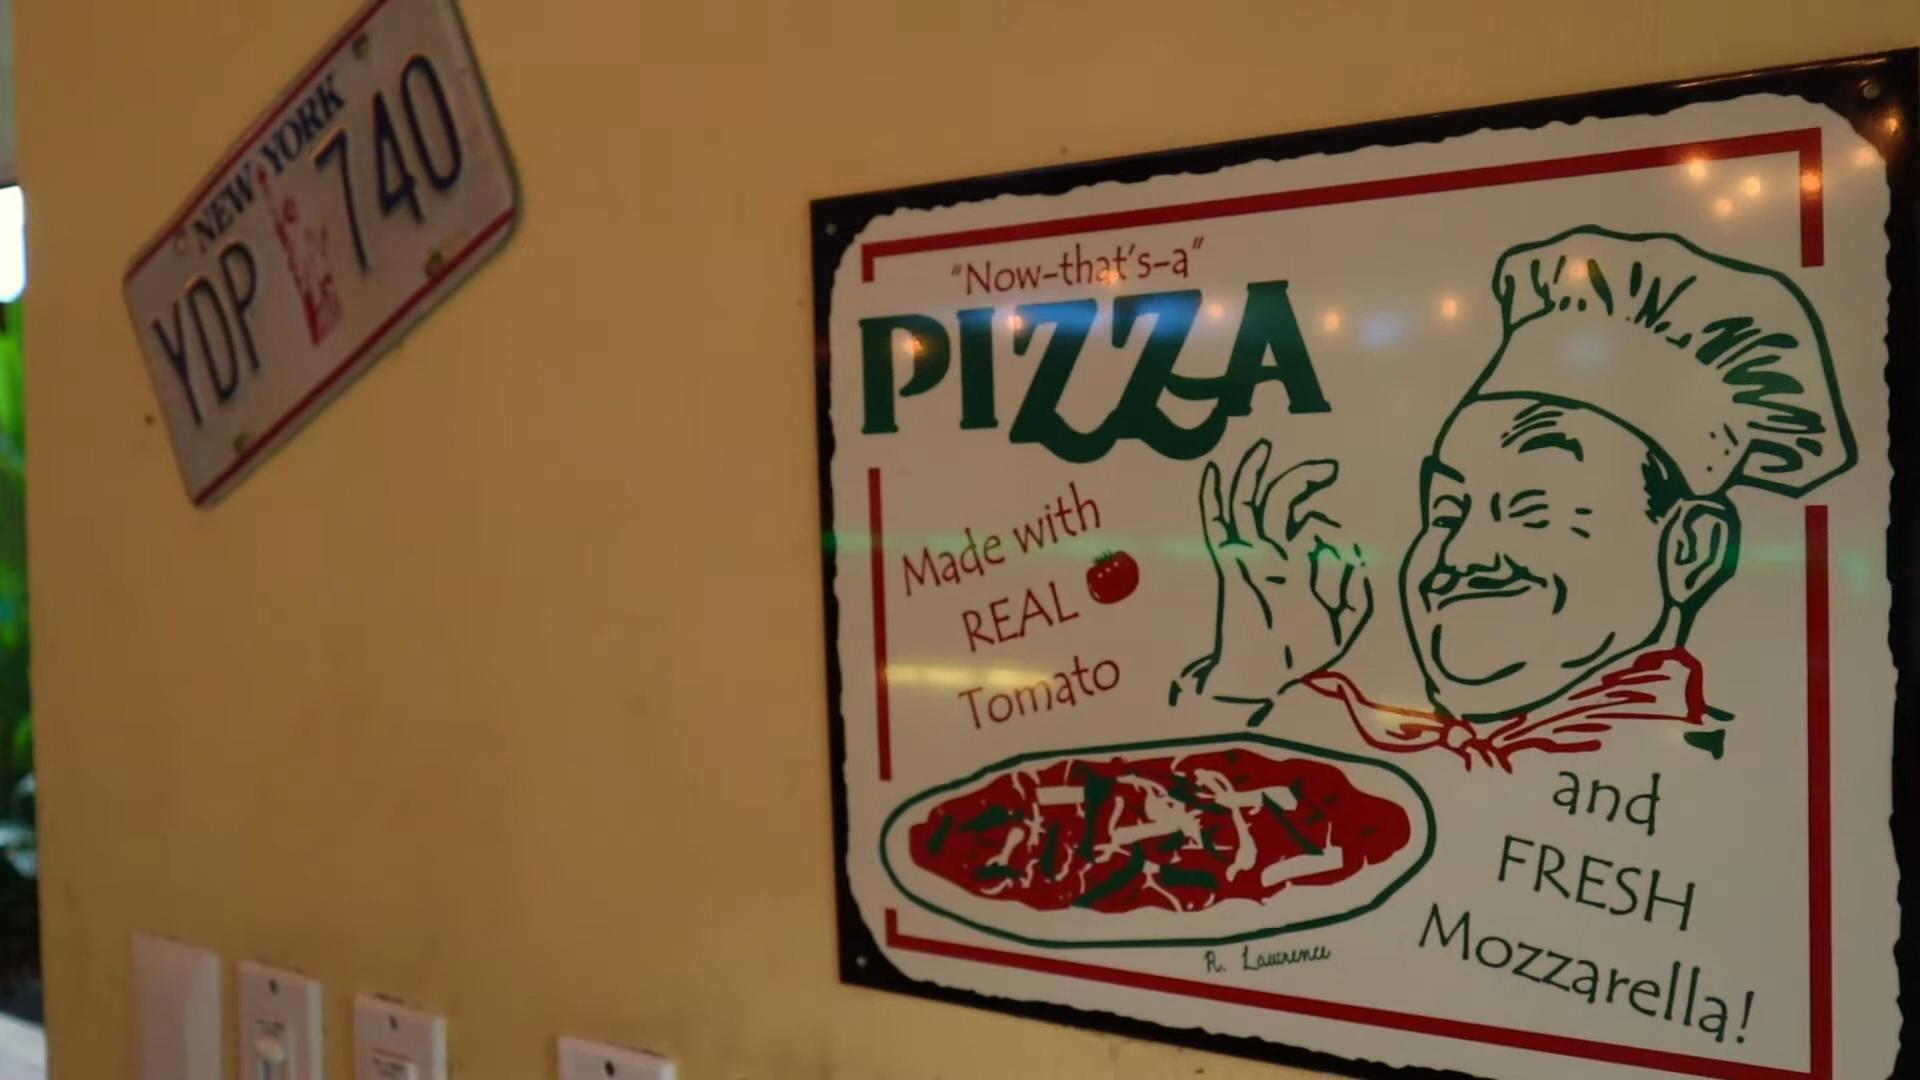 NEW YORK
YDP 740
"Now-that's-a"
PIZZA
Made with
REAL
Tomato
and
FRESH
Mozzarella!
R. Lawrence